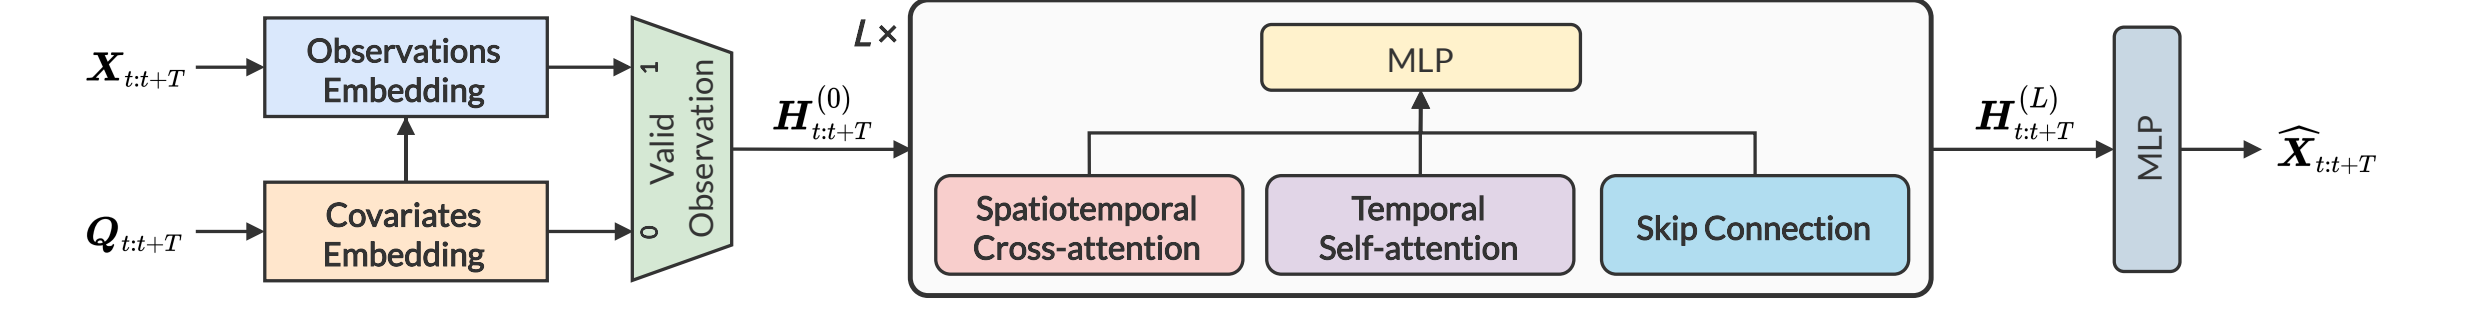 X t:t+T
Observations
Embedding
Q t:t+T
Covariates
Embedding
1
Valid
Observation
0
H (0) t:t+T
L×
MLP
Spatiotemporal
Cross-attention
Temporal
Self-attention
Skip Connection
H (L) t:t+T
MLP
X̂ t:t+T